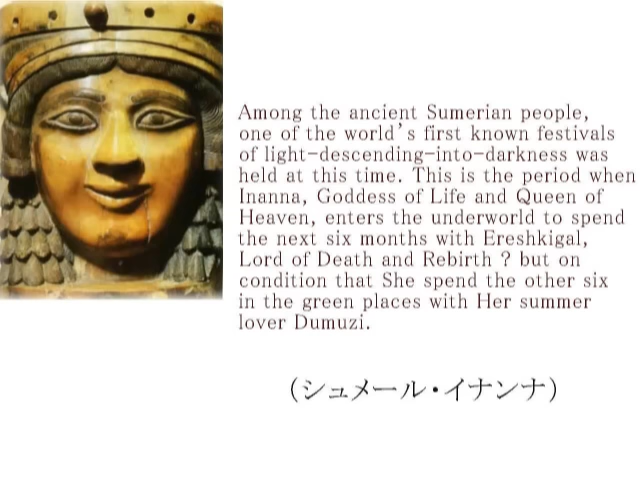 Among the ancient Sumerian people,
one of the world's first known festivals
of light-descending-into-darkness was
held at this time. This is the period when
Inanna, Goddess of Life and Queen of
Heaven, enters the underworld to spend
the next six months with Ereshkigal,
Lord of Death and Rebirth ? but on
condition that She spend the other six
in the green places with Her summer
lover Dumuzi.
(シュメール・イナンナ)